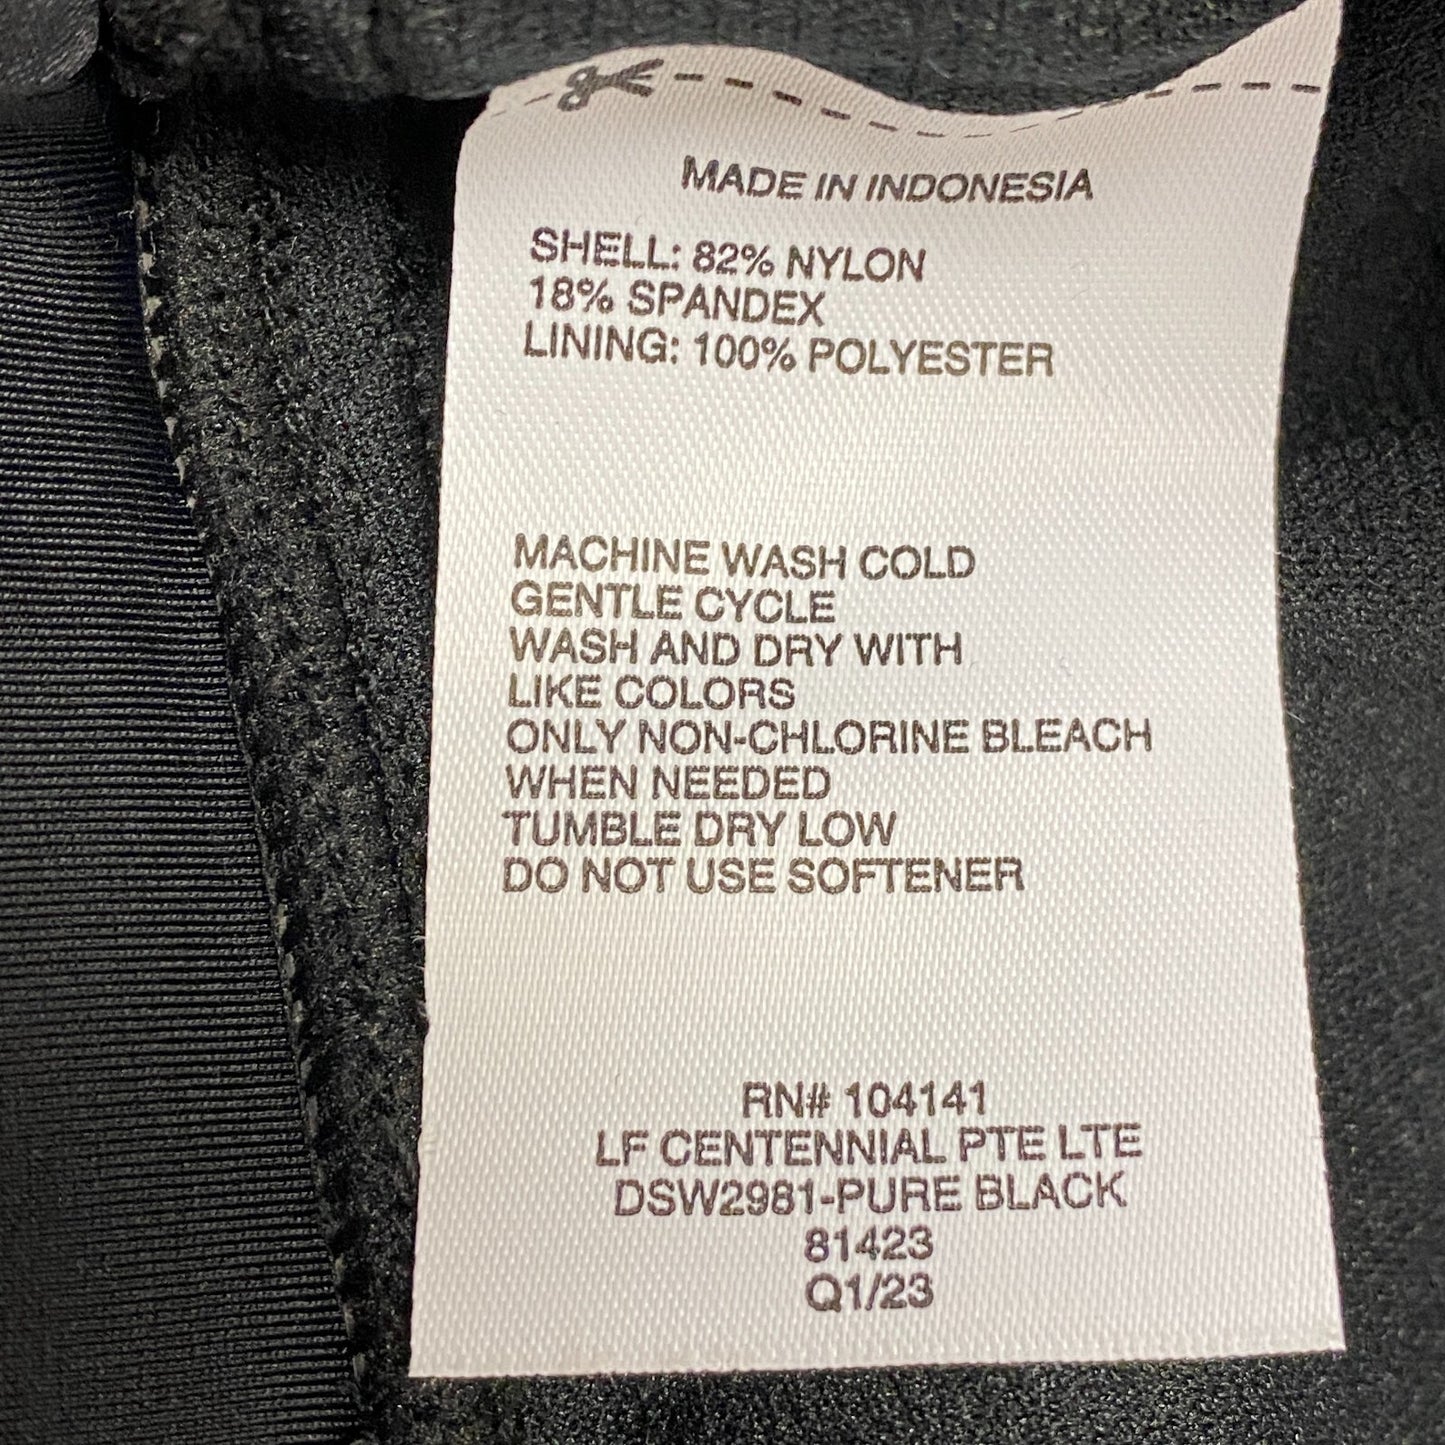 MADE IN INDONESIA
SHELL: 82% NYLON
18% SPANDEX
LINING: 100% POLYESTER
MACHINE WASH COLD
GENTLE CYCLE
WASH AND DRY WITH
LIKE COLORS
ONLY NON-CHLORINE BLEACH
WHEN NEEDED
TUMBLE DRY LOW
DO NOT USE SOFTENER
RN# 104141
LF CENTENNIAL PTE LTE
DSW2981-PURE BLACK
81423
Q1/23